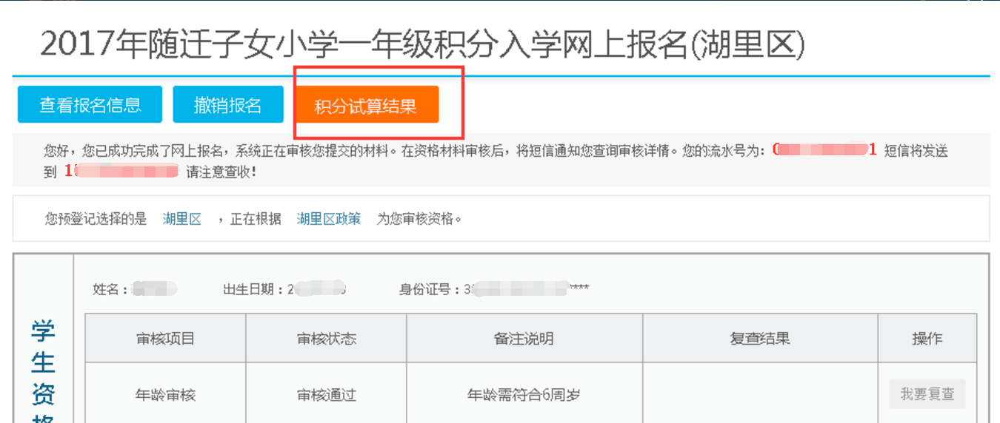 2017年随迁子女小学一年级积分入学网上报名(湖里区)
查看报名信息 撤销报名 积分试算结果
您好，您已成功完成了网上报名，系统正在审核您提交的材料。在资格材料审核后，将短信通知您查询审核详情。您的流水号为：0 1 短信将发送
到 1 请注意查收！
您预登记选择的是 湖里区 ，正在根据 湖里区政策 为您审核资格。
姓名： 出生日期：2 身份证号：3 ****
审核项目 审核状态 备注说明 复查结果 操作
年龄审核 审核通过 年龄需符合6周岁 我要复查
学
生
资
格